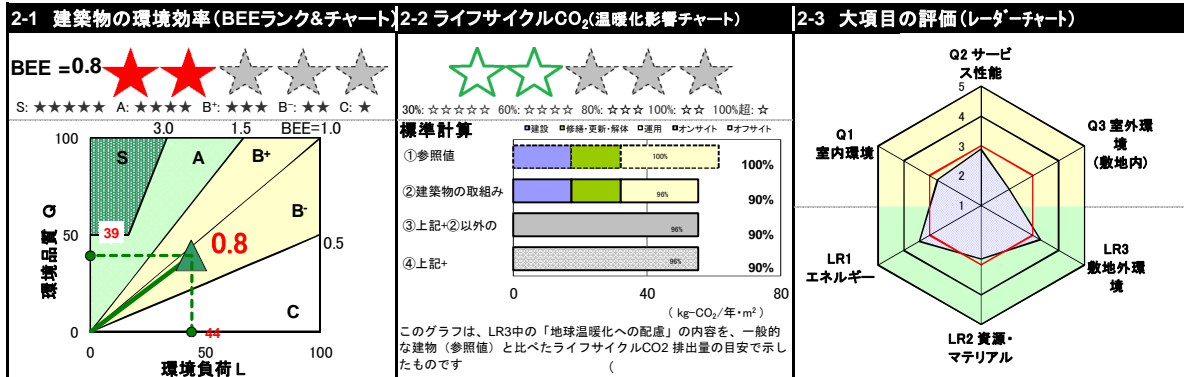 2-1 建築物の環境効率(BEEランク&チャート)
BEE =0.8
S: ★★★★★ A: ★★★★ B⁺: ★★★ B⁻: ★★ C: ★
3.0 1.5 BEE=1.0
100
S
A
B⁺
B⁻
0.5
C
50
39
0.8
44
0
0
50
100
環境品質 Q
環境負荷 L
2-2 ライフサイクルCO₂(温暖化影響チャート)
30%: ☆☆☆☆☆ 60%: ☆☆☆☆ 80%: ☆☆☆ 100%: ☆☆ 100%超: ☆
標準計算
■建設 ■修繕・更新・解体 □運用 ■オンサイト □オフサイト
①参照値 100% 100%
②建築物の取組み 96% 90%
③上記+②以外の 96% 90%
④上記+ 96% 90%
0 40 80
( kg-CO₂/年・m² )
このグラフは、LR3中の「地球温暖化への配慮」の内容を、一般的
な建物（参照値）と比べたライフサイクルCO2 排出量の目安で示し
たものです (
2-3 大項目の評価(レーダーチャート)
Q2 サービ
ス性能
5
4
3
2
1
Q1
室内環境
Q3 室外環
境
(敷地内)
LR1
エネルギー
LR3
敷地外環
境
LR2 資源・
マテリアル